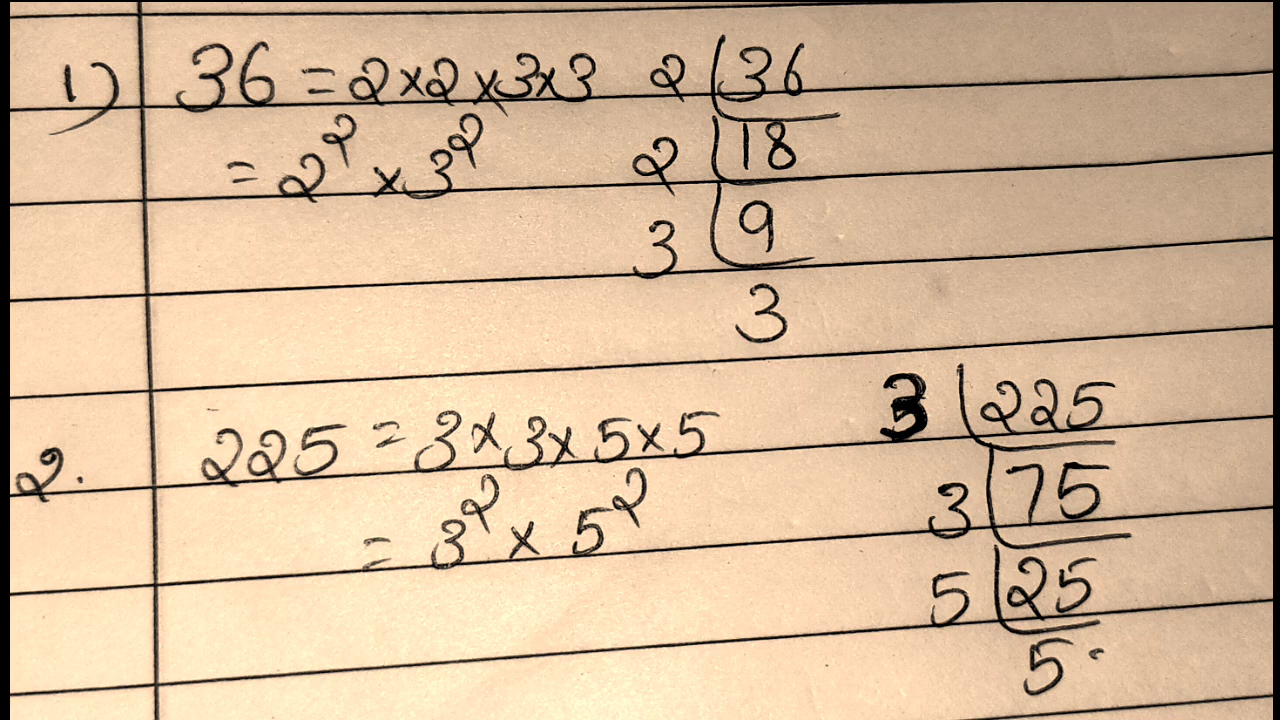 1) 36 = 2×2×3×3 2 | 36
= 2² × 3² 2 | 18
3 | 9
3
2. 225 = 3×3×5×5 3 | 225
= 3² × 5² 3 | 75
5 | 25
5.